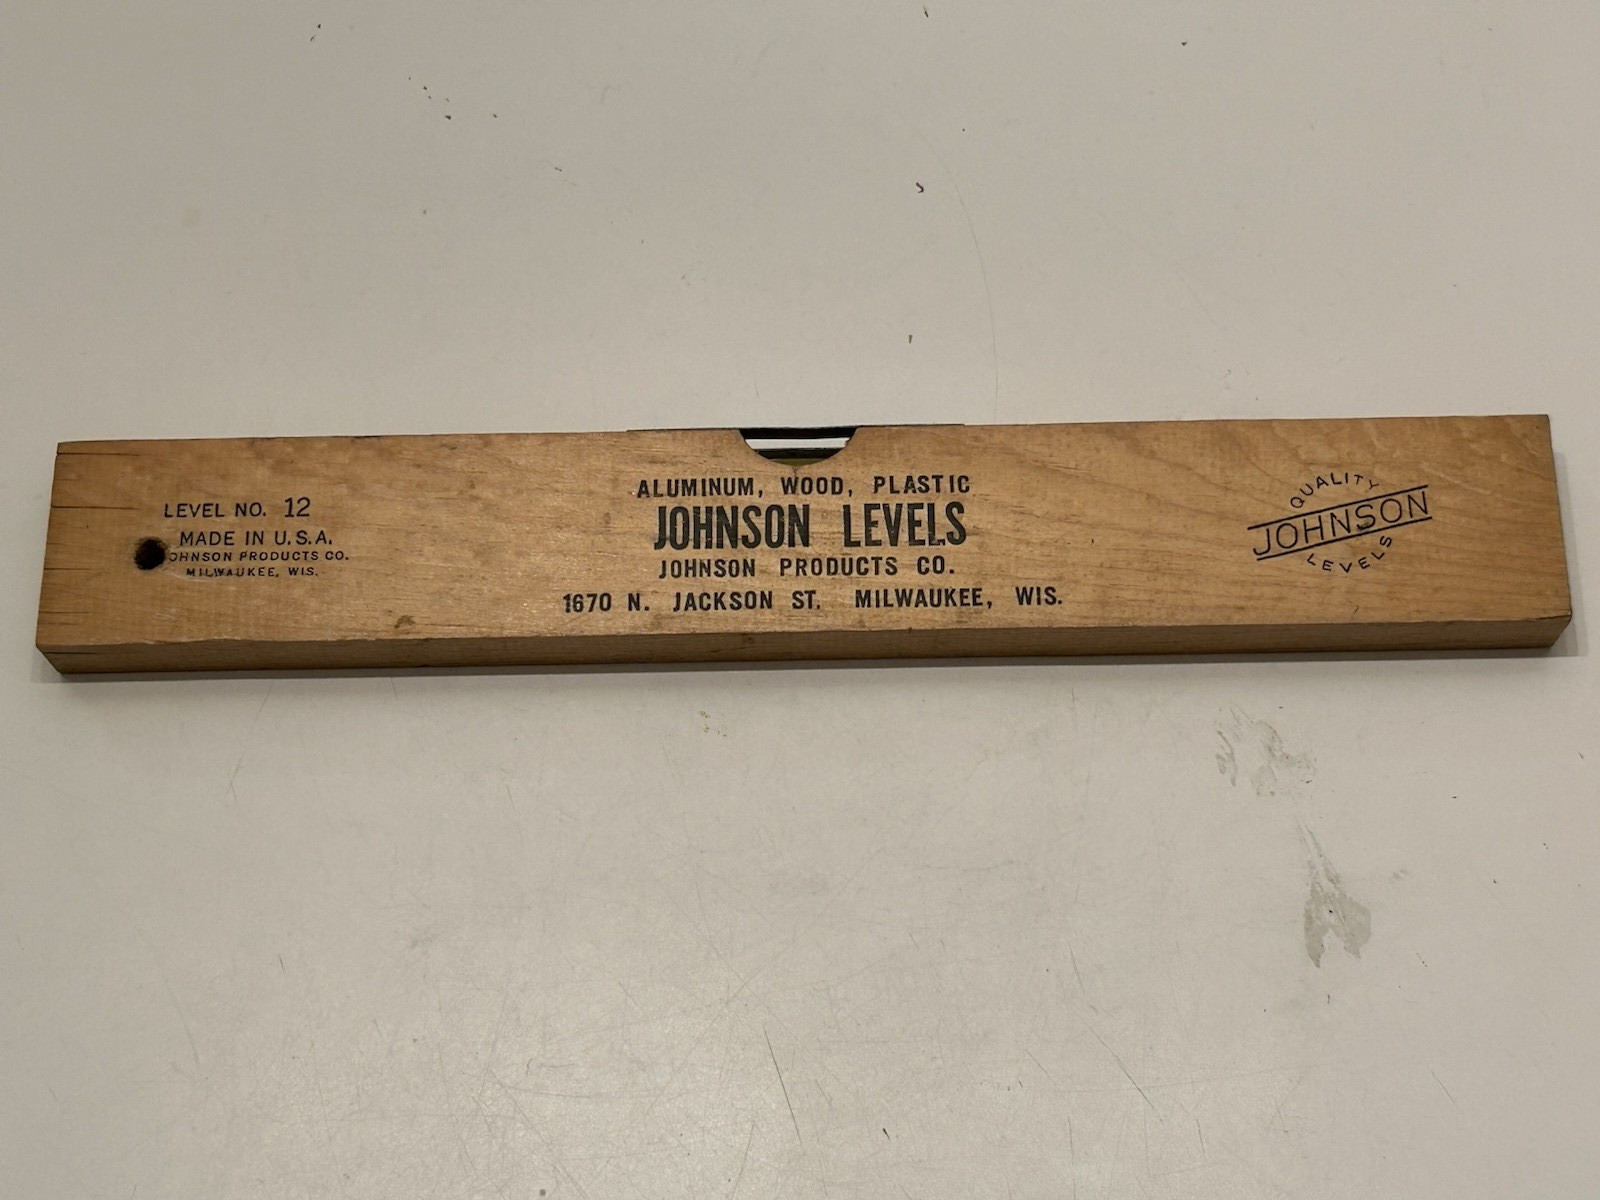 LEVEL NO. 12
MADE IN U.S.A.
OHNSON PRODUCTS CO.
MILWAUKEE, WIS.
ALUMINUM, WOOD, PLASTIC
JOHNSON LEVELS
JOHNSON PRODUCTS CO.
1670 N. JACKSON ST. MILWAUKEE, WIS.
QUALITY
JOHNSON
LEVELS